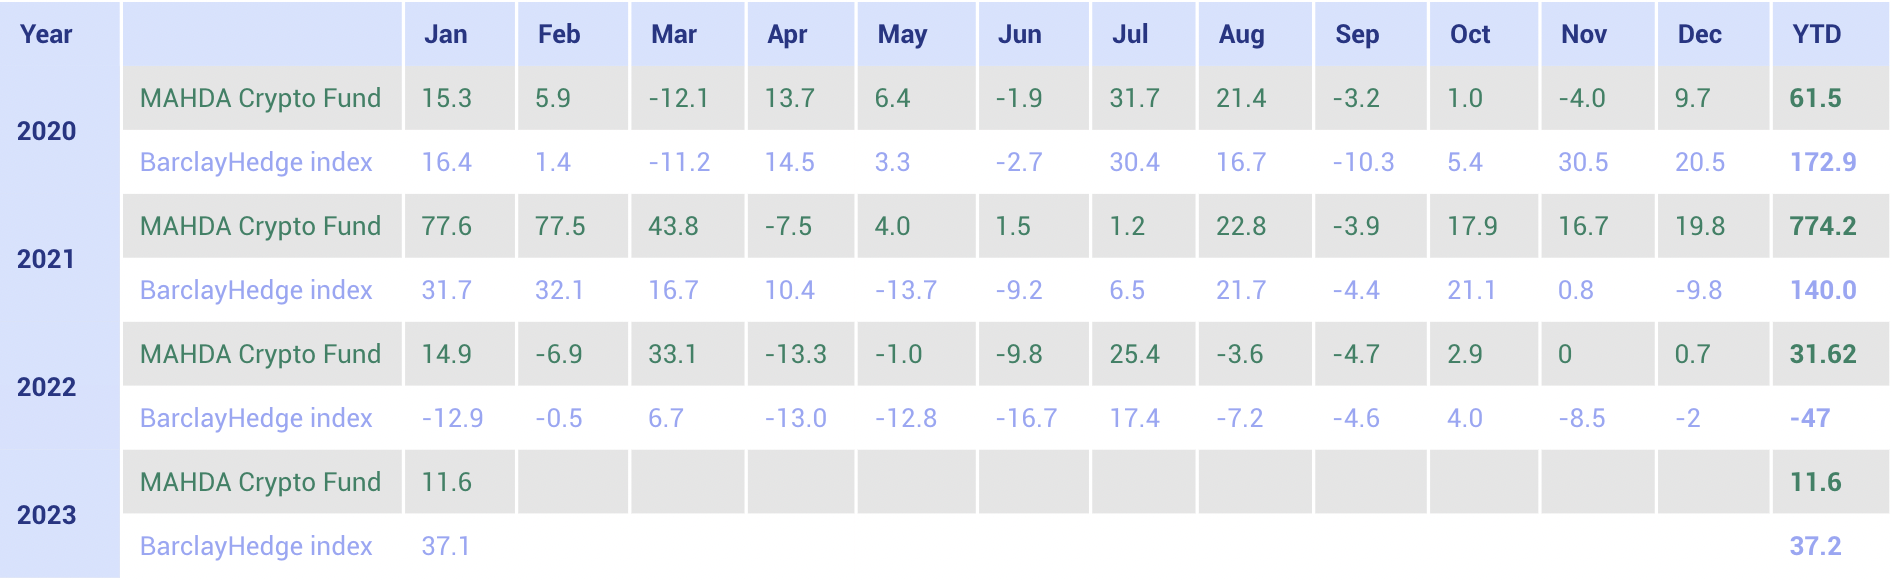 Year Jan Feb Mar Apr May Jun Jul Aug Sep Oct Nov Dec YTD
2020
MAHDA Crypto Fund 15.3 5.9 -12.1 13.7 6.4 -1.9 31.7 21.4 -3.2 1.0 -4.0 9.7 61.5
BarclayHedge index 16.4 1.4 -11.2 14.5 3.3 -2.7 30.4 16.7 -10.3 5.4 30.5 20.5 172.9
2021
MAHDA Crypto Fund 77.6 77.5 43.8 -7.5 4.0 1.5 1.2 22.8 -3.9 17.9 16.7 19.8 774.2
BarclayHedge index 31.7 32.1 16.7 10.4 -13.7 -9.2 6.5 21.7 -4.4 21.1 0.8 -9.8 140.0
2022
MAHDA Crypto Fund 14.9 -6.9 33.1 -13.3 -1.0 -9.8 25.4 -3.6 -4.7 2.9 0 0.7 31.62
BarclayHedge index -12.9 -0.5 6.7 -13.0 -12.8 -16.7 17.4 -7.2 -4.6 4.0 -8.5 -2 -47
2023
MAHDA Crypto Fund 11.6 11.6
BarclayHedge index 37.1 37.2